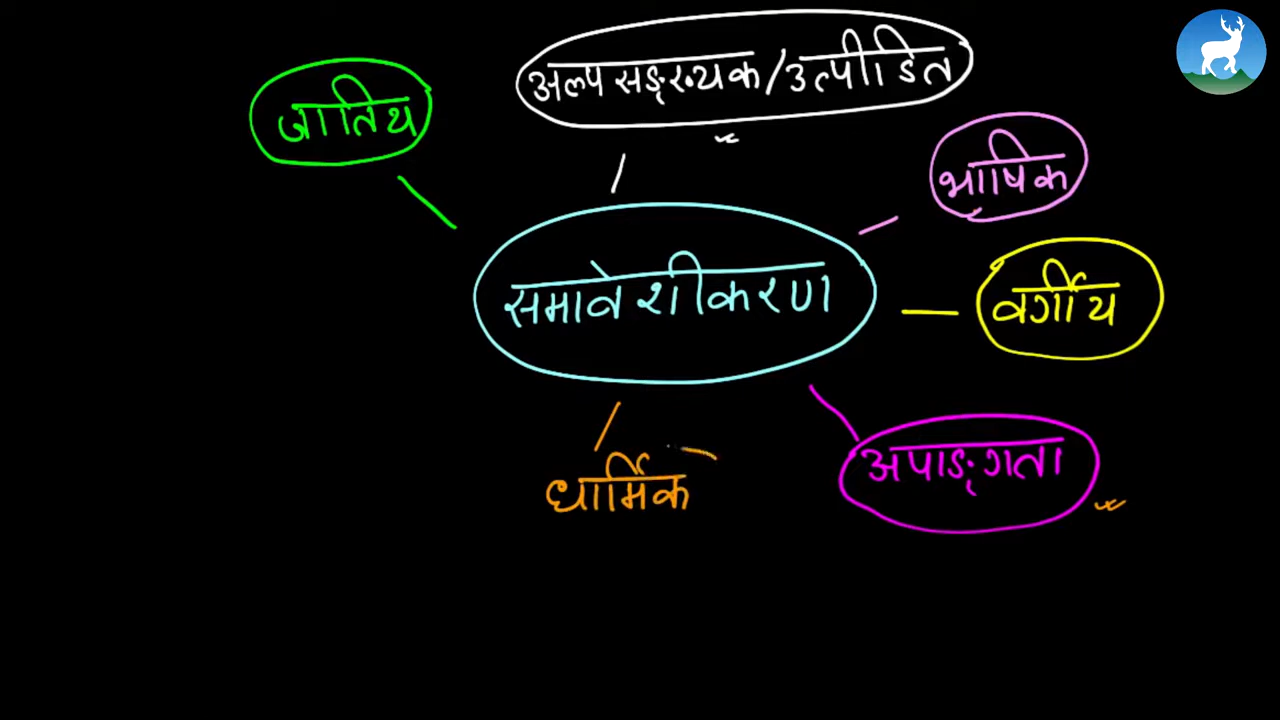 अल्पसङ्ख्यक/उत्पीडित
जातिय
भाषिक
समावेशीकरण
वर्गीय
अपाङ्गता
धार्मिक